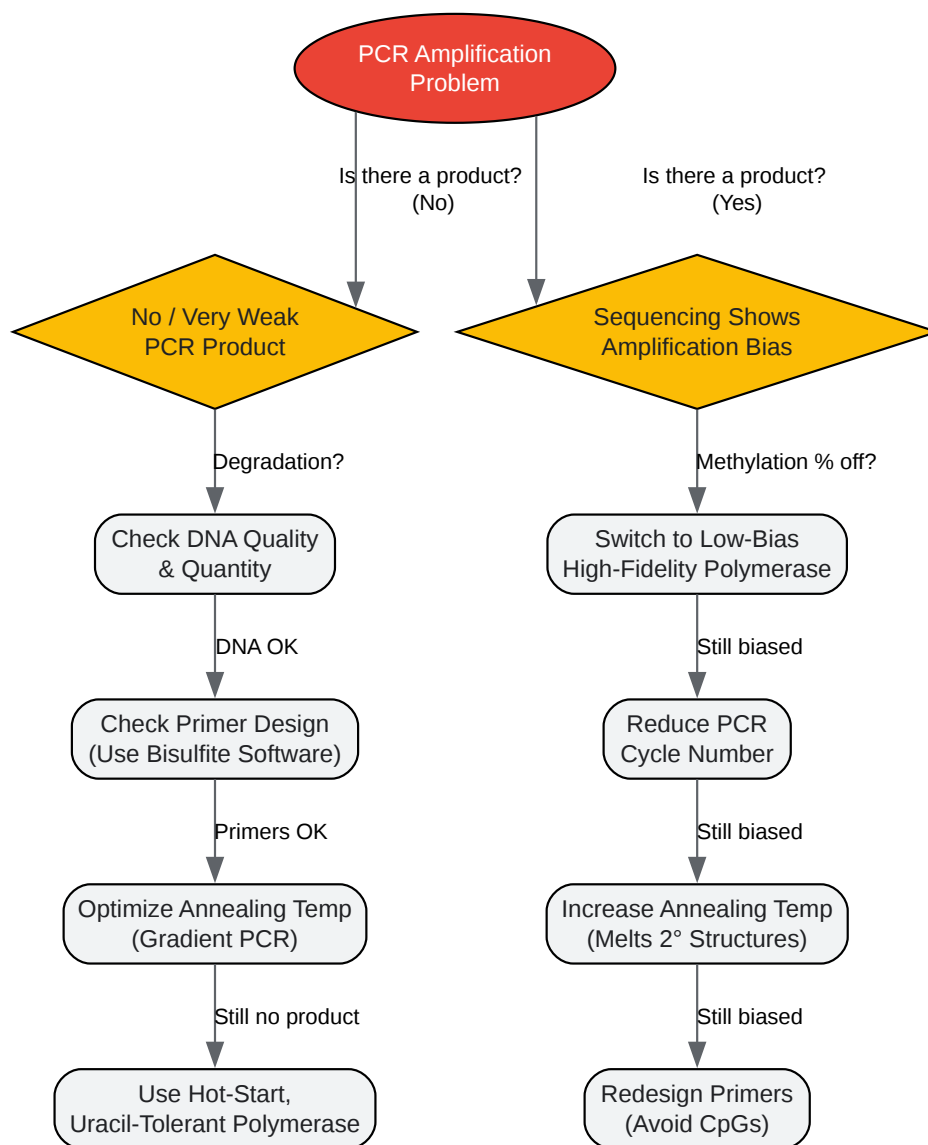 PCR Amplification
Problem
Is there a product?
(No)
Is there a product?
(Yes)
No / Very Weak
PCR Product
Sequencing Shows
Amplification Bias
Degradation?
Methylation % off?
Check DNA Quality
& Quantity
Switch to Low-Bias
High-Fidelity Polymerase
DNA OK
Still biased
Check Primer Design
(Use Bisulfite Software)
Reduce PCR
Cycle Number
Primers OK
Still biased
Optimize Annealing Temp
(Gradient PCR)
Increase Annealing Temp
(Melts 2° Structures)
Still no product
Still biased
Use Hot-Start,
Uracil-Tolerant Polymerase
Redesign Primers
(Avoid CpGs)